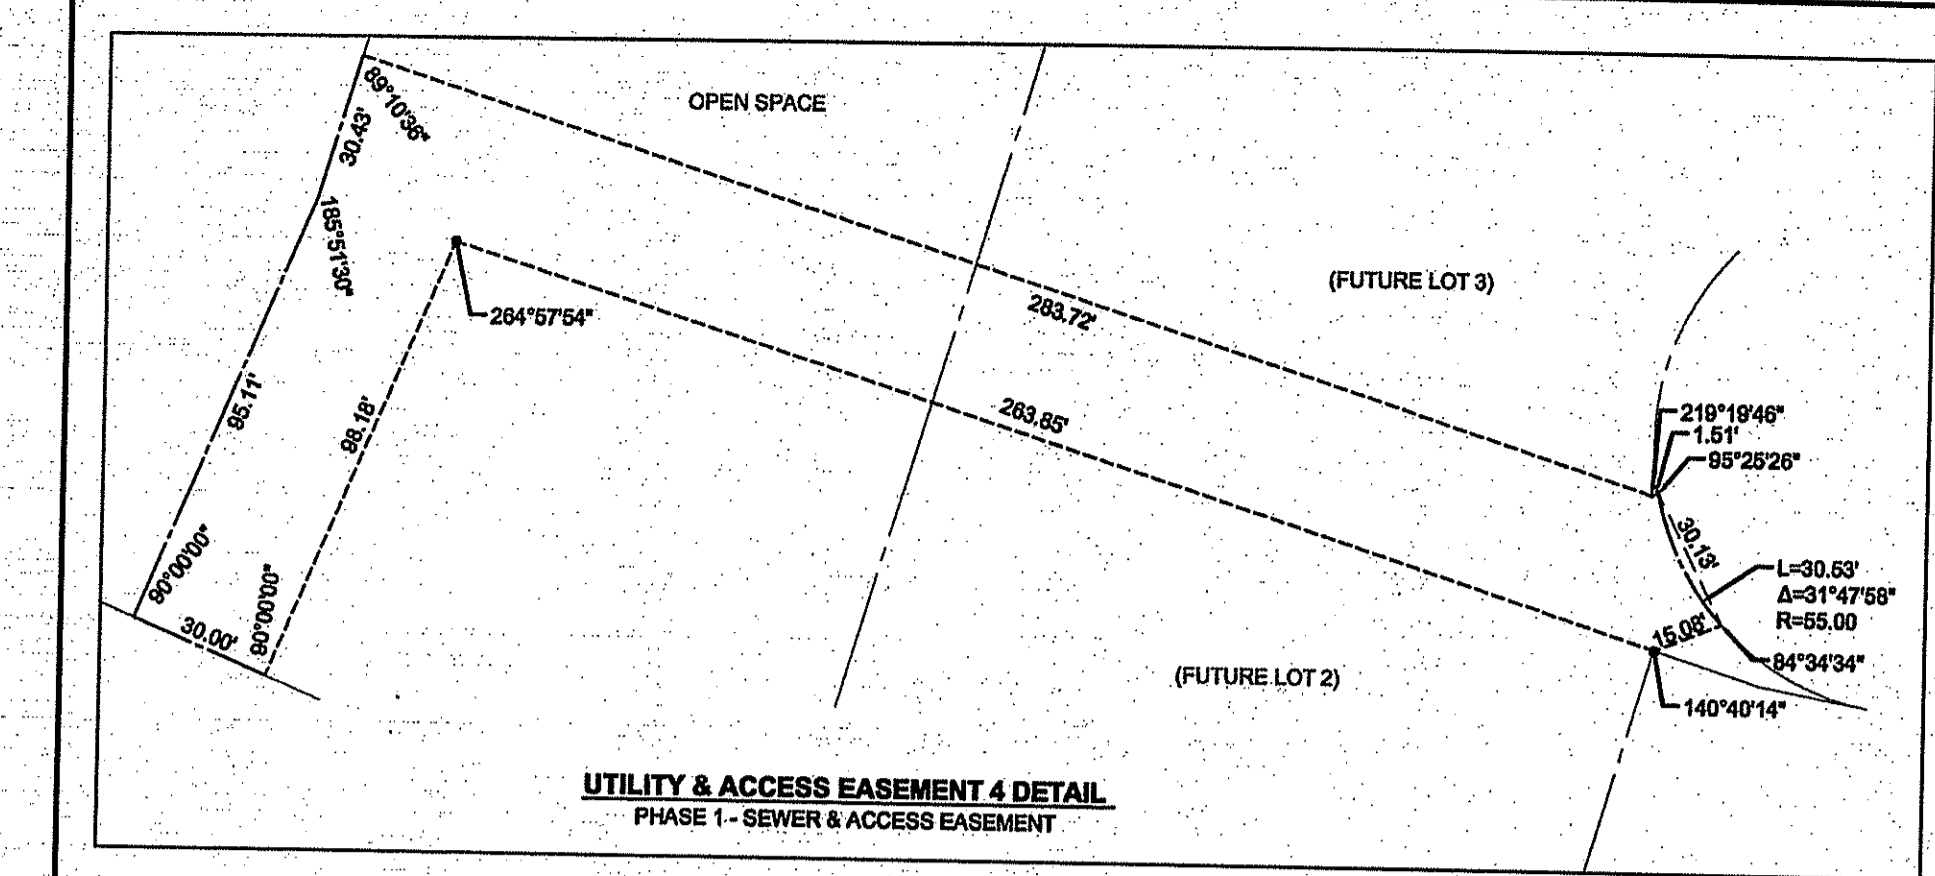 OPEN SPACE
89°10'36"
30.43'
185°51'30"
264°57'54"
(FUTURE LOT 3)
283.72'
95.11'
98.18'
263.85'
219°19'46"
1.51'
95°25'26"
90°00'00"
30.13'
L=30.53'
Δ=31°47'58"
R=55.00
90°00'00"
30.00'
15.08'
84°34'34"
(FUTURE LOT 2)
140°40'14"
UTILITY & ACCESS EASEMENT 4 DETAIL
PHASE 1 - SEWER & ACCESS EASEMENT